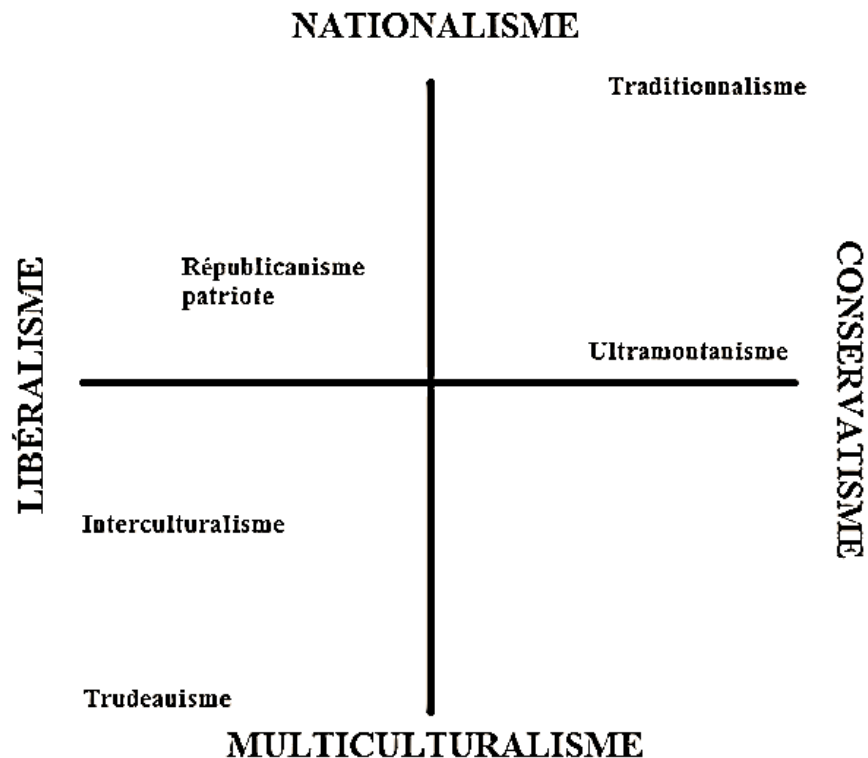 NATIONALISME
Traditionnalisme
Républicanisme
patriote
LIBÉRALISME
CONSERVATISME
Ultramontanisme
Interculturalisme
Trudeauisme
MULTICULTURALISME